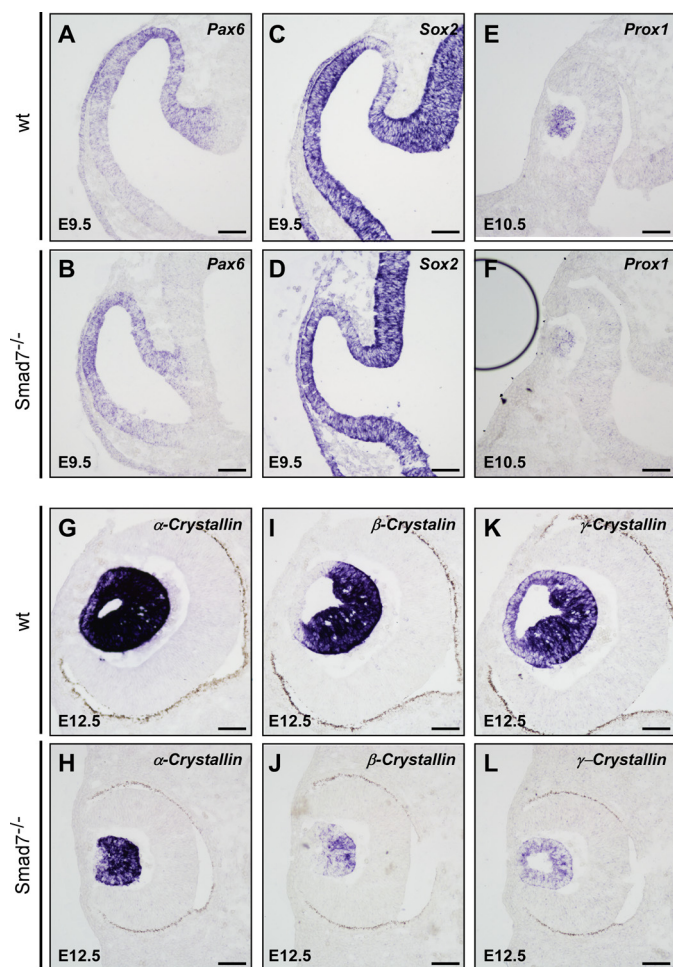 A Pax6
C Sox2
E Prox1
wt
E9.5
E9.5
E10.5
B Pax6
D Sox2
F Prox1
Smad7-/-
E9.5
E9.5
E10.5
G α-Crystallin
I β-Crystalin
K γ-Crystallin
wt
E12.5
E12.5
E12.5
H α-Crystallin
J β-Crystallin
L γ–Crystallin
Smad7-/-
E12.5
E12.5
E12.5